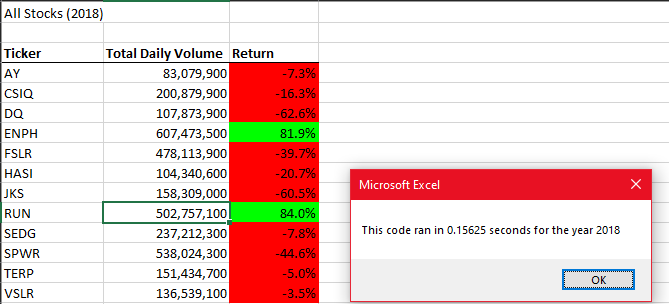 All Stocks (2018)
Ticker Total Daily Volume Return
AY 83,079,900 -7.3%
CSIQ 200,879,900 -16.3%
DQ 107,873,900 -62.6%
ENPH 607,473,500 81.9%
FSLR 478,113,900 -39.7%
HASI 104,340,600 -20.7%
JKS 158,309,000 -60.5%
RUN 502,757,100 84.0%
SEDG 237,212,300 -7.8%
SPWR 538,024,300 -44.6%
TERP 151,434,700 -5.0%
VSLR 136,539,100 -3.5%
Microsoft Excel
This code ran in 0.15625 seconds for the year 2018
OK